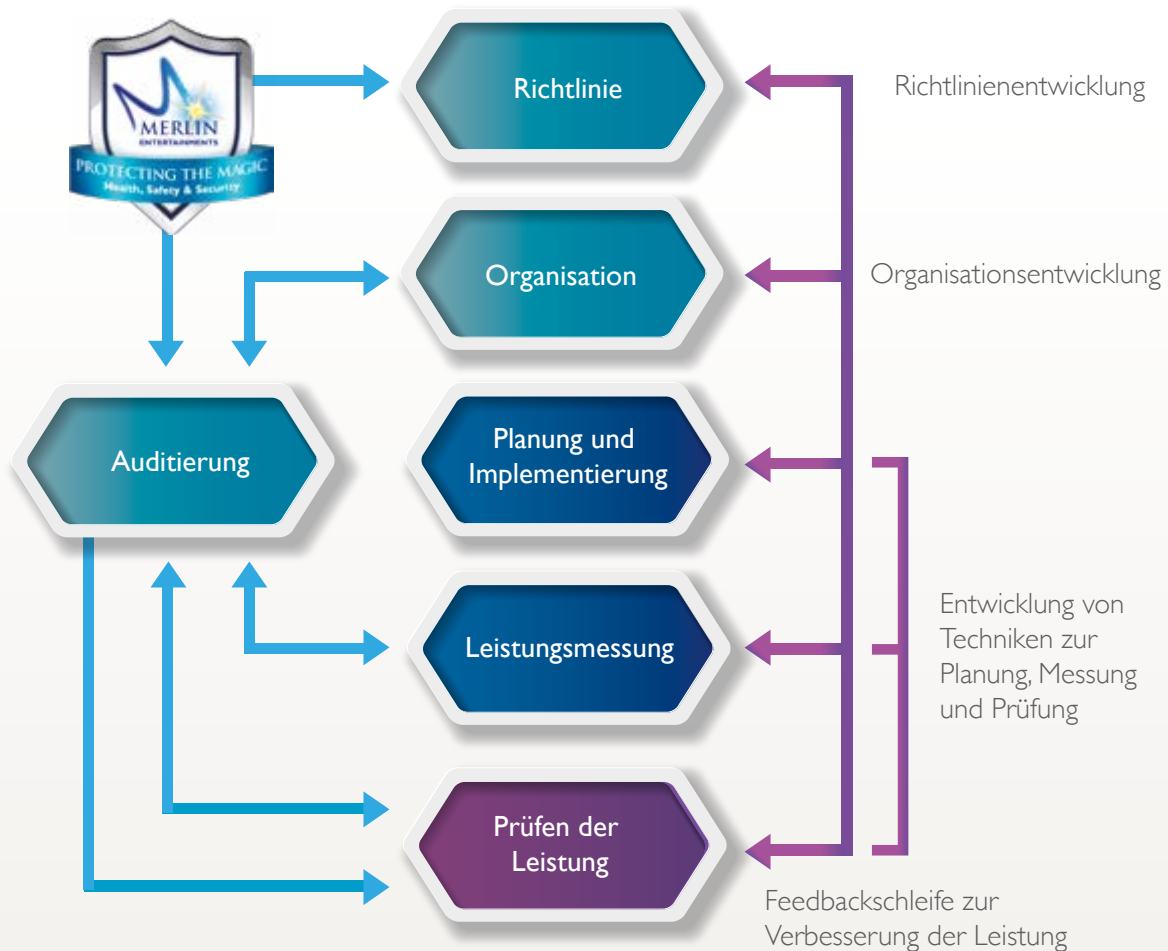 MERLIN
ENTERTAINMENTS
PROTECTING THE MAGIC
Health, Safety & Security
Richtlinie
Richtlinienentwicklung
Organisation
Organisationsentwicklung
Auditierung
Planung und
Implementierung
Leistungsmessung
Entwicklung von
Techniken zur
Planung, Messung
und Prüfung
Prüfen der
Leistung
Feedbackschleife zur
Verbesserung der Leistung